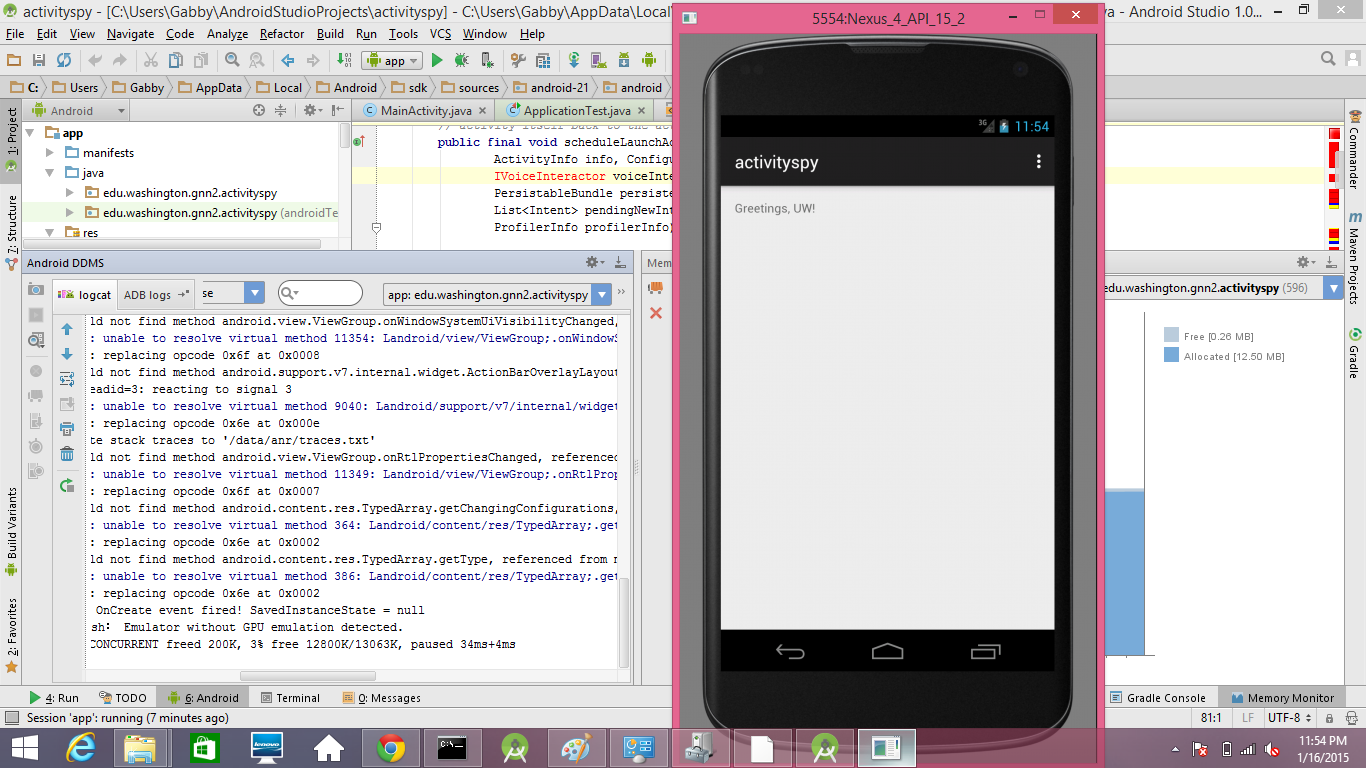 activityspy - [C:\Users\Gabby\AndroidStudioProjects\activityspy] - C:\Users\Gabby\AppData\Local
a - Android Studio 1.0...
File Edit View Navigate Code Analyze Refactor Build Run Tools VCS Window Help
app
C: Users Gabby AppData Local Android sdk sources android-21 android
Android
MainActivity.java
ApplicationTest.java
1: Project
7: Structure
Build Variants
2: Favorites
app
manifests
java
edu.washington.gnn2.activityspy
edu.washington.gnn2.activityspy (androidTe
res
// activity itself back to the ac
public final void scheduleLaunchAc
ActivityInfo info, Configu
IVoiceInteractor voiceInte
PersistableBundle persiste
List<Intent> pendingNewInt
ProfilerInfo profilerInfo)
Android DDMS
logcat
ADB logs
se
app: edu.washington.gnn2.activityspy
ld not find method android.view.ViewGroup.onWindowSystemUiVisibilityChanged,
: unable to resolve virtual method 11354: Landroid/view/ViewGroup;.onWindowS
: replacing opcode 0x6f at 0x0008
ld not find method android.support.v7.internal.widget.ActionBarOverlayLayout
eadid=3: reacting to signal 3
: unable to resolve virtual method 9040: Landroid/support/v7/internal/widget
: replacing opcode 0x6e at 0x000e
te stack traces to '/data/anr/traces.txt'
ld not find method android.view.ViewGroup.onRtlPropertiesChanged, referenced
: unable to resolve virtual method 11349: Landroid/view/ViewGroup;.onRtlProp
: replacing opcode 0x6f at 0x0007
ld not find method android.content.res.TypedArray.getChangingConfigurations,
: unable to resolve virtual method 364: Landroid/content/res/TypedArray;.get
: replacing opcode 0x6e at 0x0002
ld not find method android.content.res.TypedArray.getType, referenced from m
: unable to resolve virtual method 386: Landroid/content/res/TypedArray;.get
: replacing opcode 0x6e at 0x0002
OnCreate event fired! SavedInstanceState = null
sh: Emulator without GPU emulation detected.
CONCURRENT freed 200K, 3% free 12800K/13063K, paused 34ms+4ms
Mem
5554:Nexus_4_API_15_2
3G 11:54
activityspy
Greetings, UW!
edu.washington.gnn2.activityspy (596)
Free [0.26 MB]
Allocated [12.50 MB]
Commander
Maven Projects
Gradle
4: Run
TODO
6: Android
Terminal
0: Messages
Gradle Console
Memory Monitor
Session 'app': running (7 minutes ago)
81:1 LF UTF-8
lenovo
C:\_
11:54 PM
1/16/2015